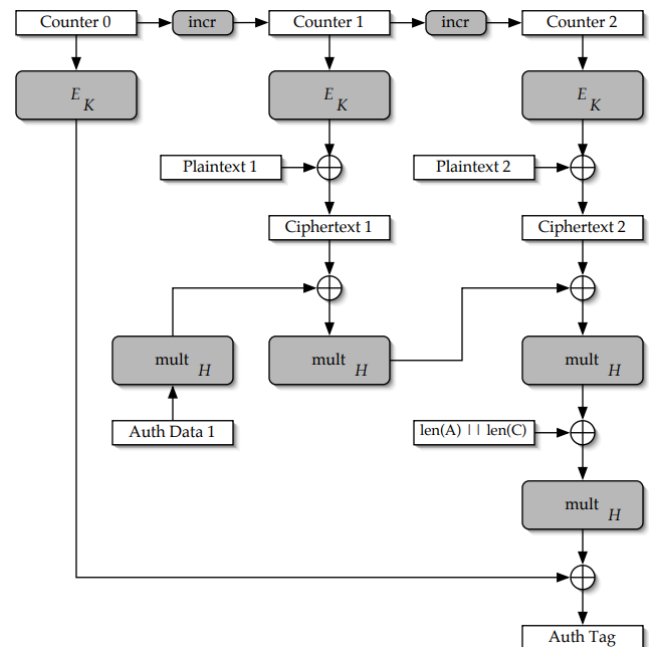 Counter 0
incr
Counter 1
incr
Counter 2
E K
E K
E K
Plaintext 1
Plaintext 2
Ciphertext 1
Ciphertext 2
mult H
mult H
mult H
Auth Data 1
len(A) || len(C)
mult H
Auth Tag